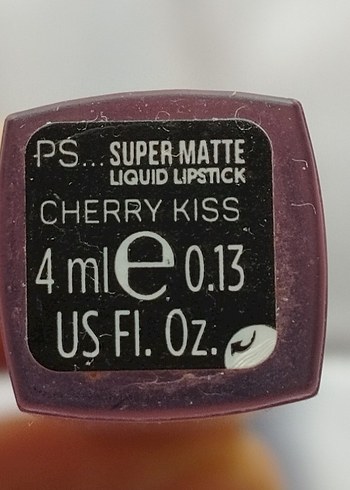 PS... SUPER MATTE
LIQUID LIPSTICK
CHERRY KISS
4 ml e 0.13
US Fl. Oz.